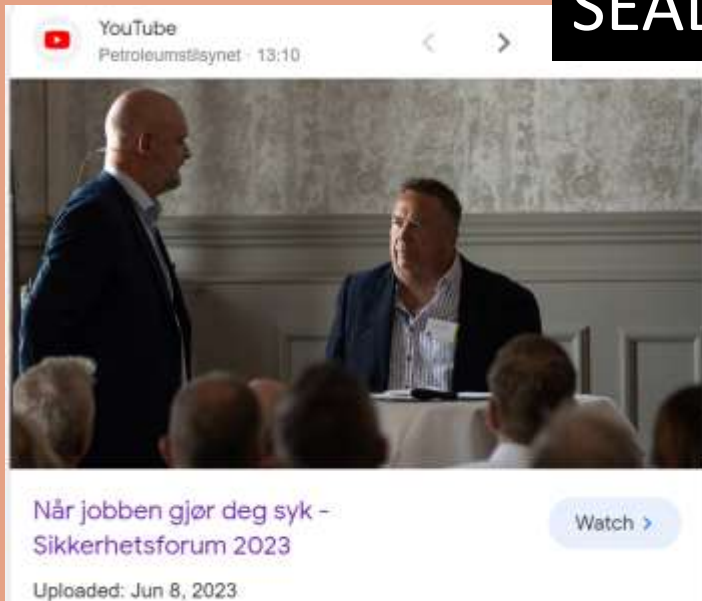 YouTube
Petroleumstilsynet · 13:10
Når jobben gjør deg syk -
Sikkerhetsforum 2023
Watch >
Uploaded: Jun 8, 2023